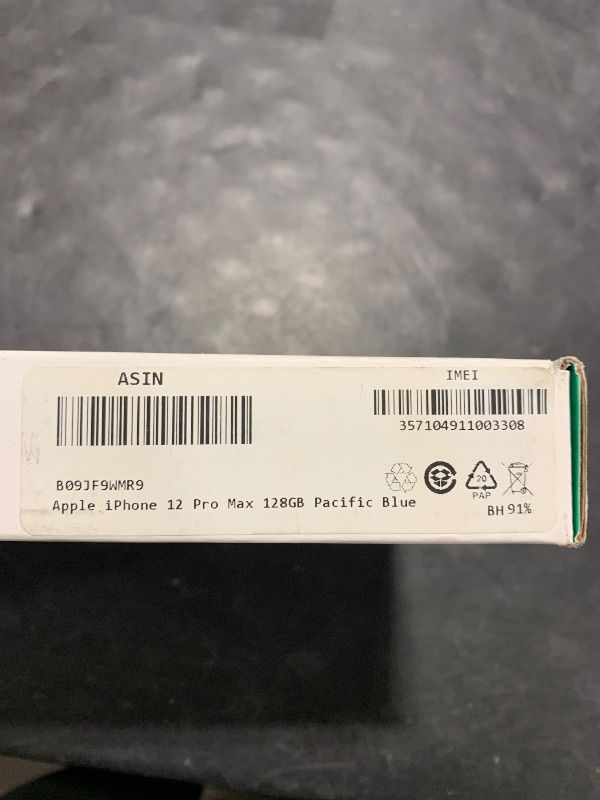 ASIN
IMEI
357104911003308
B09JF9WMR9
Apple iPhone 12 Pro Max 128GB Pacific Blue
20
PAP
BH 91%